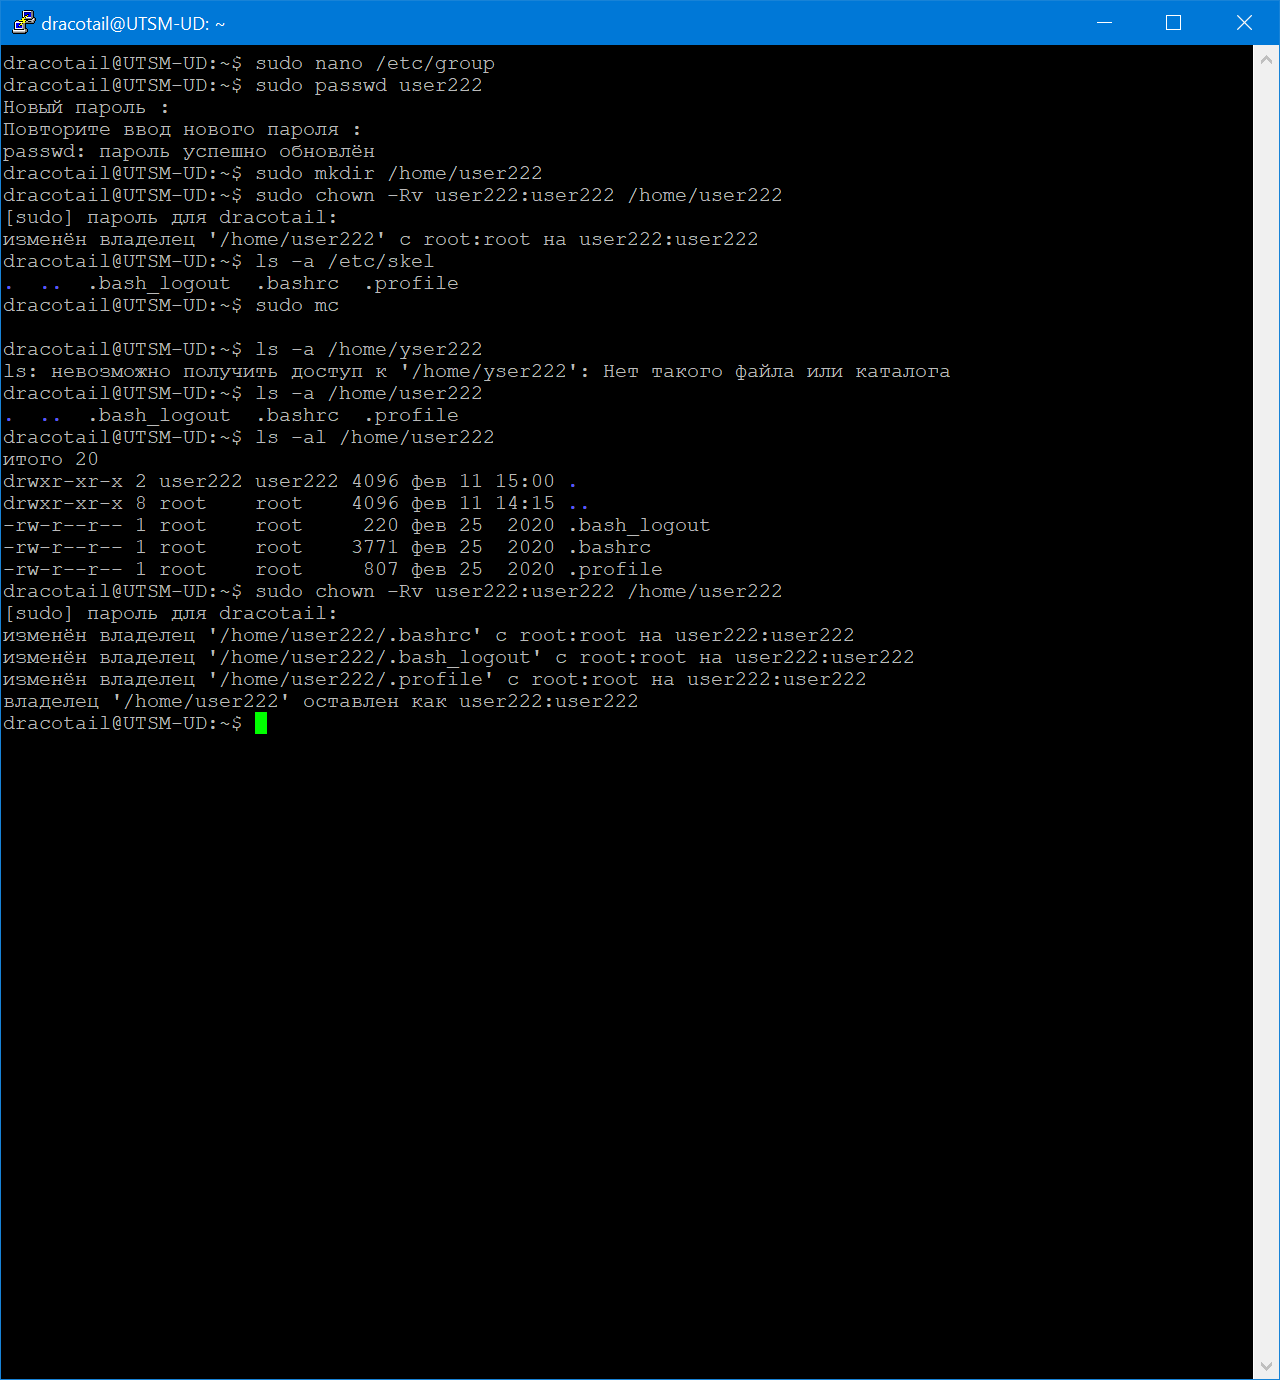 dracotail@UTSM-UD: ~
dracotail@UTSM-UD:~$ sudo nano /etc/group
dracotail@UTSM-UD:~$ sudo passwd user222
Новый пароль :
Повторите ввод нового пароля :
passwd: пароль успешно обновлён
dracotail@UTSM-UD:~$ sudo mkdir /home/user222
dracotail@UTSM-UD:~$ sudo chown -Rv user222:user222 /home/user222
[sudo] пароль для dracotail:
изменён владелец '/home/user222' с root:root на user222:user222
dracotail@UTSM-UD:~$ ls -a /etc/skel
.  ..  .bash_logout  .bashrc  .profile
dracotail@UTSM-UD:~$ sudo mc
dracotail@UTSM-UD:~$ ls -a /home/yser222
ls: невозможно получить доступ к '/home/yser222': Нет такого файла или каталога
dracotail@UTSM-UD:~$ ls -a /home/user222
.  ..  .bash_logout  .bashrc  .profile
dracotail@UTSM-UD:~$ ls -al /home/user222
итого 20
drwxr-xr-x 2 user222 user222 4096 фев 11 15:00 .
drwxr-xr-x 8 root    root    4096 фев 11 14:15 ..
-rw-r--r-- 1 root    root     220 фев 25  2020 .bash_logout
-rw-r--r-- 1 root    root    3771 фев 25  2020 .bashrc
-rw-r--r-- 1 root    root     807 фев 25  2020 .profile
dracotail@UTSM-UD:~$ sudo chown -Rv user222:user222 /home/user222
[sudo] пароль для dracotail:
изменён владелец '/home/user222/.bashrc' с root:root на user222:user222
изменён владелец '/home/user222/.bash_logout' с root:root на user222:user222
изменён владелец '/home/user222/.profile' с root:root на user222:user222
владелец '/home/user222' оставлен как user222:user222
dracotail@UTSM-UD:~$